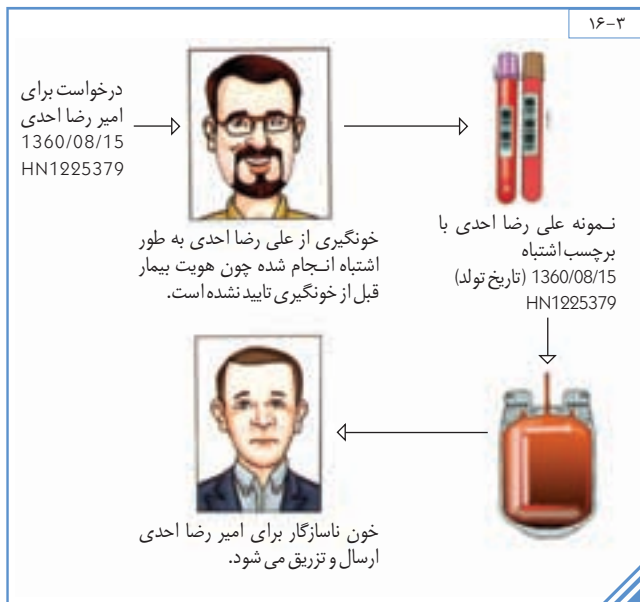 ۱۶-۳
درخواست برای
امیر رضا احدی
1360/08/15
HN1225379
خونگیری از علی رضا احدی به طور
اشتباه انجام شده چون هویت بیمار
قبل از خونگیری تایید نشده است.
نمونه علی رضا احدی با
برچسب اشتباه
1360/08/15 (تاریخ تولد)
HN1225379
خون ناسازگار برای امیر رضا احدی
ارسال و تزریق می شود.